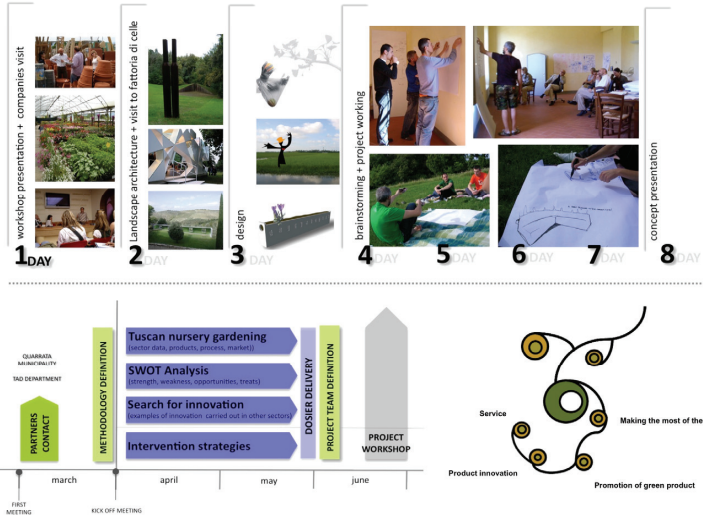 workshop presentation + companies visit
Landscape architecture + visit to fattoria di celle
design
brainstorming + project working
concept presentation
1DAY
2DAY
3DAY
4DAY
5DAY
6DAY
7DAY
8DAY
QUARRATA
MUNICIPALITY
TAD DEPARTMENT
PARTNERS
CONTACT
METHODOLOGY DEFINITION
Tuscan nursery gardening
(sector data, products, process, market))
SWOT Analysis
(strength, weakness, opportunities, treats)
Search for innovation
(examples of innovation carried out in other sectors)
Intervention strategies
DOSIER DELIVERY
PROJECT TEAM DEFINITION
PROJECT
WORKSHOP
march
april
may
june
FIRST
MEETING
KICK OFF MEETING
Service
Making the most of the
Product innovation
Promotion of green product